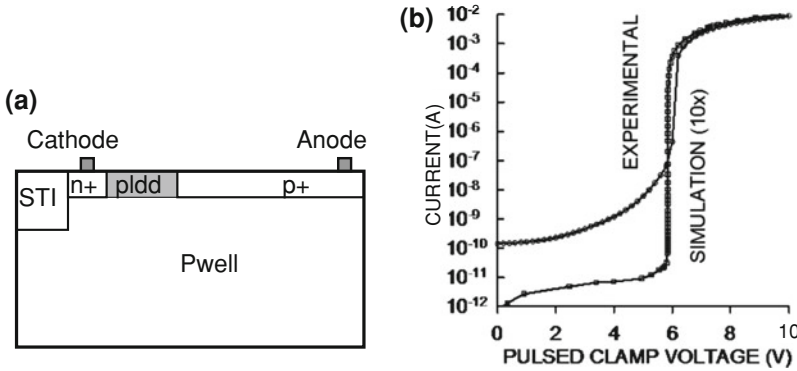 (a)
Cathode
Anode
STI
n+
pldd
p+
Pwell
(b)
10-2
10-3
10-4
10-5
10-6
10-7
10-8
10-9
10-10
10-11
10-12
CURRENT(A)
EXPERIMENTAL
SIMULATION (10x)
0 2 4 6 8 10
PULSED CLAMP VOLTAGE (V)